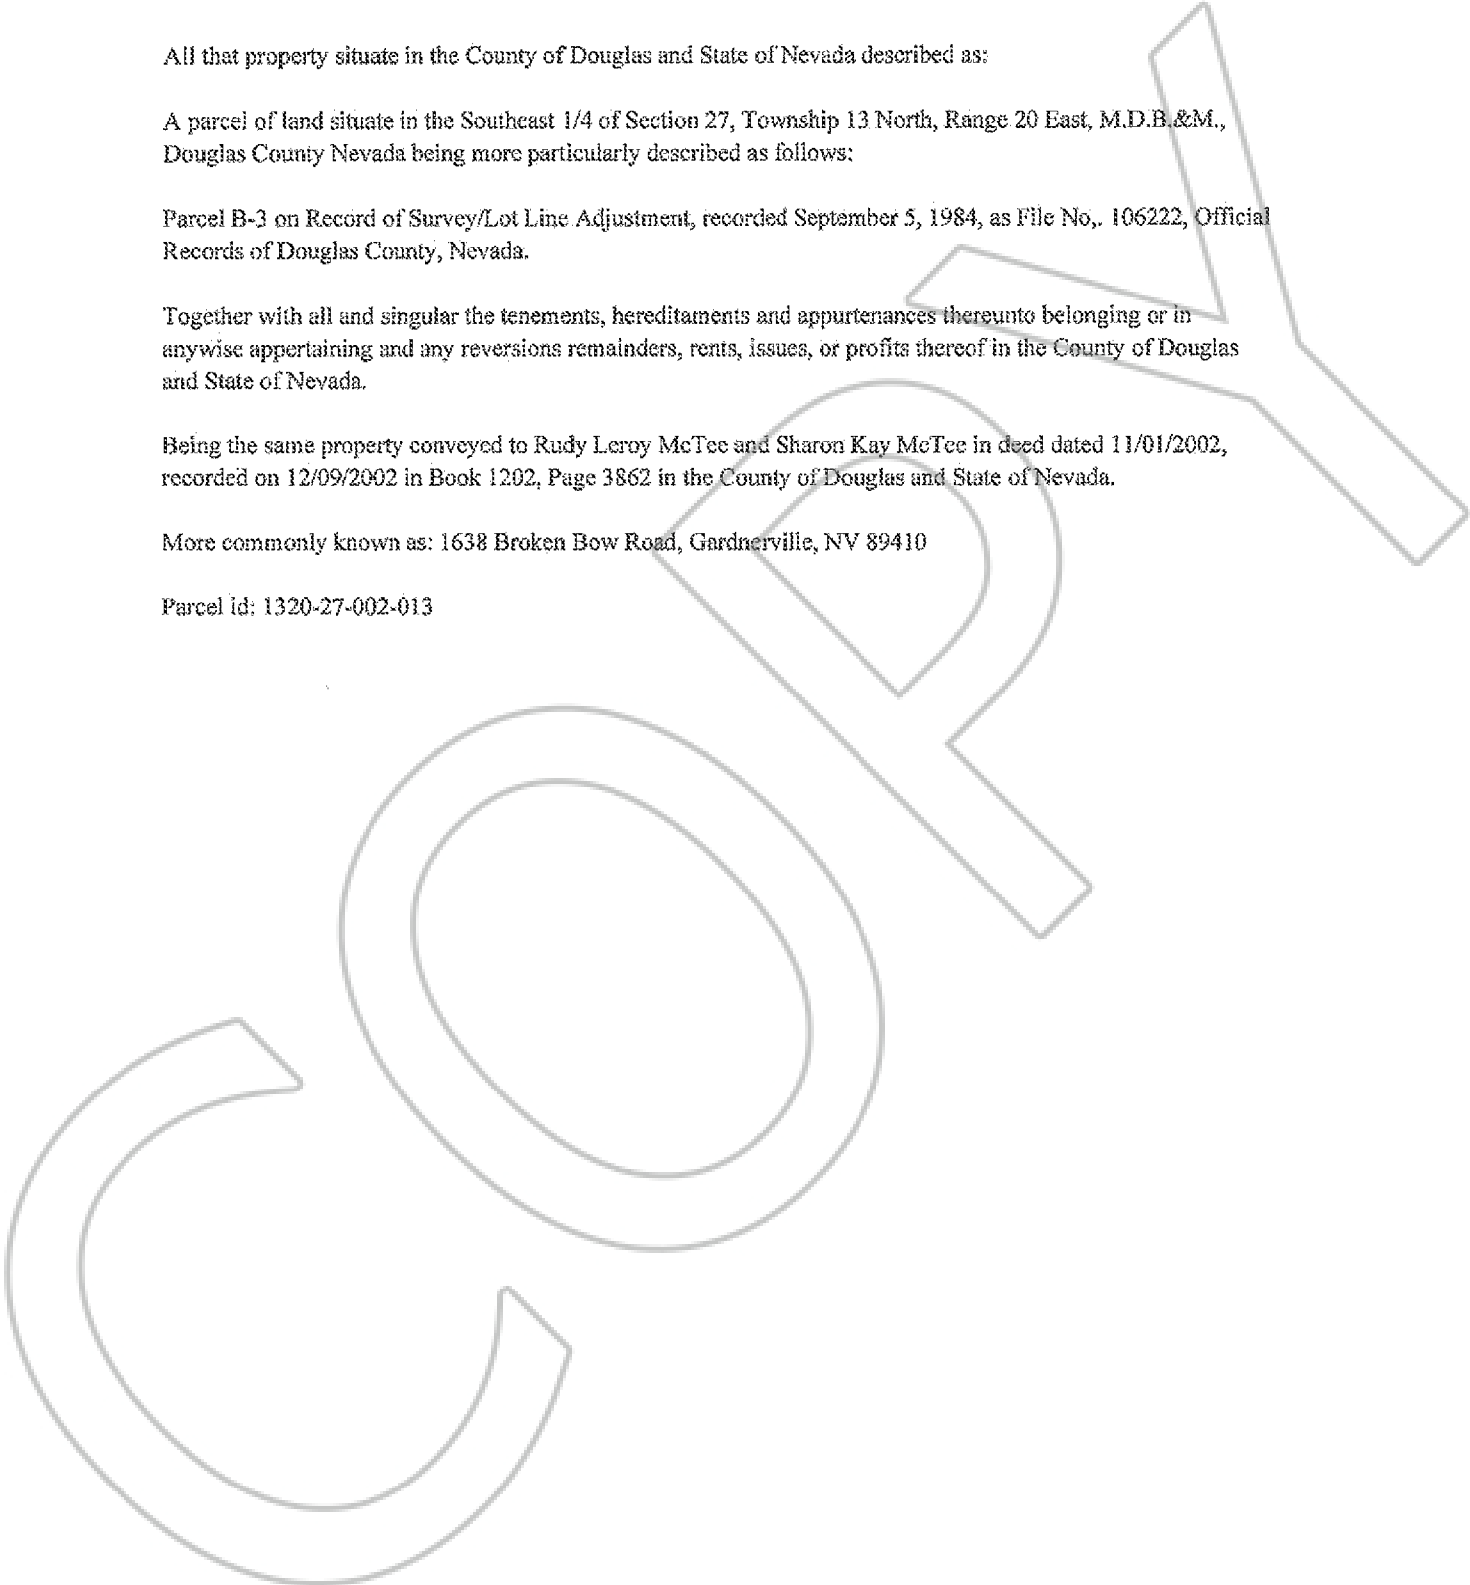 All that property situate in the County of Douglas and State of Nevada described as:
A parcel of land situate in the Southeast 1/4 of Section 27, Township 13 North, Range 20 East, M.D.B.&M.,
Douglas County Nevada being more particularly described as follows:
Parcel B-3 on Record of Survey/Lot Line Adjustment, recorded September 5, 1984, as File No,. 106222, Official
Records of Douglas County, Nevada.
Together with all and singular the tenements, hereditaments and appurtenances thereunto belonging or in
anywise appertaining and any reversions remainders, rents, issues, or profits thereof in the County of Douglas
and State of Nevada.
Being the same property conveyed to Rudy Leroy McTee and Sharon Kay McTee in deed dated 11/01/2002,
recorded on 12/09/2002 in Book 1202, Page 3862 in the County of Douglas and State of Nevada.
More commonly known as: 1638 Broken Bow Road, Gardnerville, NV 89410
Parcel id: 1320-27-002-013
COPY